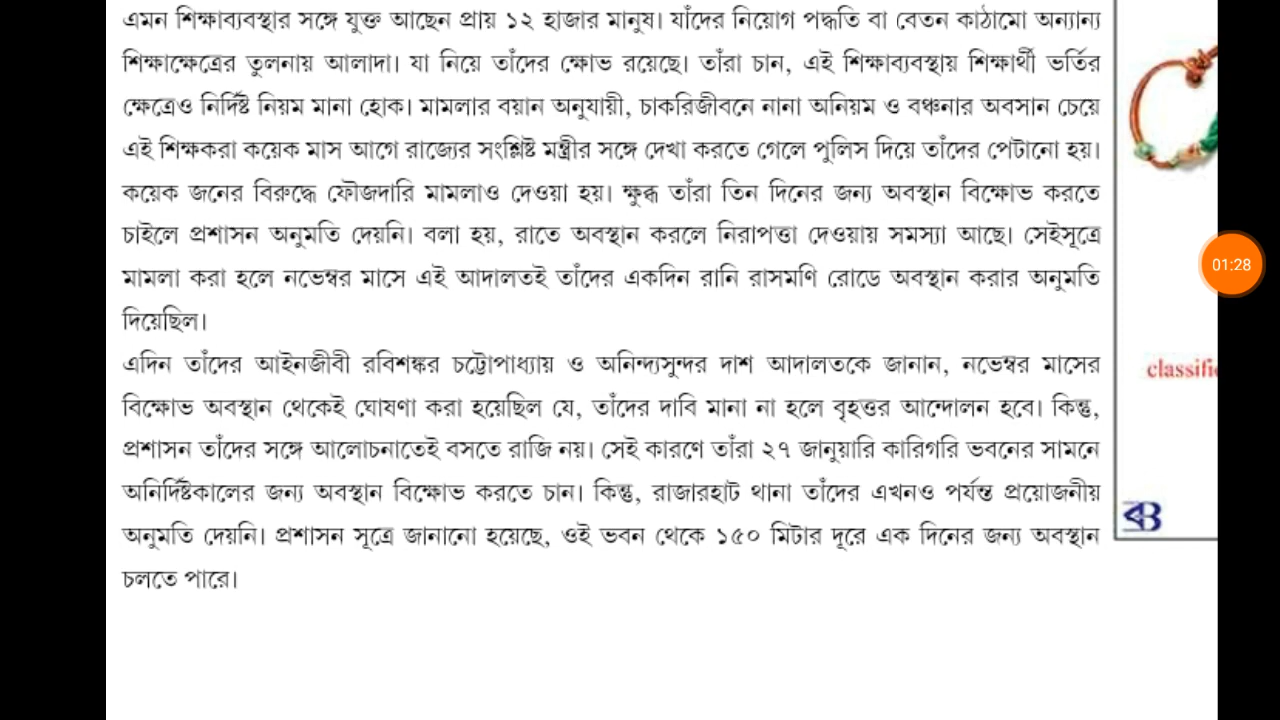 এমন শিক্ষাব্যবস্থার সঙ্গে যুক্ত আছেন প্রায় ১২ হাজার মানুষ। যাঁদের নিয়োগ পদ্ধতি বা বেতন কাঠামো অন্যান্য
শিক্ষাক্ষেত্রের তুলনায় আলাদা। যা নিয়ে তাঁদের ক্ষোভ রয়েছে। তাঁরা চান, এই শিক্ষাব্যবস্থায় শিক্ষার্থী ভর্তির
ক্ষেত্রেও নির্দিষ্ট নিয়ম মানা হোক। মামলার বয়ান অনুযায়ী, চাকরিজীবনে নানা অনিয়ম ও বঞ্চনার অবসান চেয়ে
এই শিক্ষকরা কয়েক মাস আগে রাজ্যের সংশ্লিষ্ট মন্ত্রীর সঙ্গে দেখা করতে গেলে পুলিস দিয়ে তাঁদের পেটানো হয়।
কয়েক জনের বিরুদ্ধে ফৌজদারি মামলাও দেওয়া হয়। ক্ষুব্ধ তাঁরা তিন দিনের জন্য অবস্থান বিক্ষোভ করতে
চাইলে প্রশাসন অনুমতি দেয়নি। বলা হয়, রাতে অবস্থান করলে নিরাপত্তা দেওয়ায় সমস্যা আছে। সেইসূত্রে
মামলা করা হলে নভেম্বর মাসে এই আদালতই তাঁদের একদিন রানি রাসমণি রোডে অবস্থান করার অনুমতি
দিয়েছিল।
এদিন তাঁদের আইনজীবী রবিশঙ্কর চট্টোপাধ্যায় ও অনিন্দ্যসুন্দর দাশ আদালতকে জানান, নভেম্বর মাসের
বিক্ষোভ অবস্থান থেকেই ঘোষণা করা হয়েছিল যে, তাঁদের দাবি মানা না হলে বৃহত্তর আন্দোলন হবে। কিন্তু,
প্রশাসন তাঁদের সঙ্গে আলোচনাতেই বসতে রাজি নয়। সেই কারণে তাঁরা ২৭ জানুয়ারি কারিগরি ভবনের সামনে
অনির্দিষ্টকালের জন্য অবস্থান বিক্ষোভ করতে চান। কিন্তু, রাজারহাট থানা তাঁদের এখনও পর্যন্ত প্রয়োজনীয়
অনুমতি দেয়নি। প্রশাসন সূত্রে জানানো হয়েছে, ওই ভবন থেকে ১৫০ মিটার দূরে এক দিনের জন্য অবস্থান
চলতে পারে।
01:28
classifi